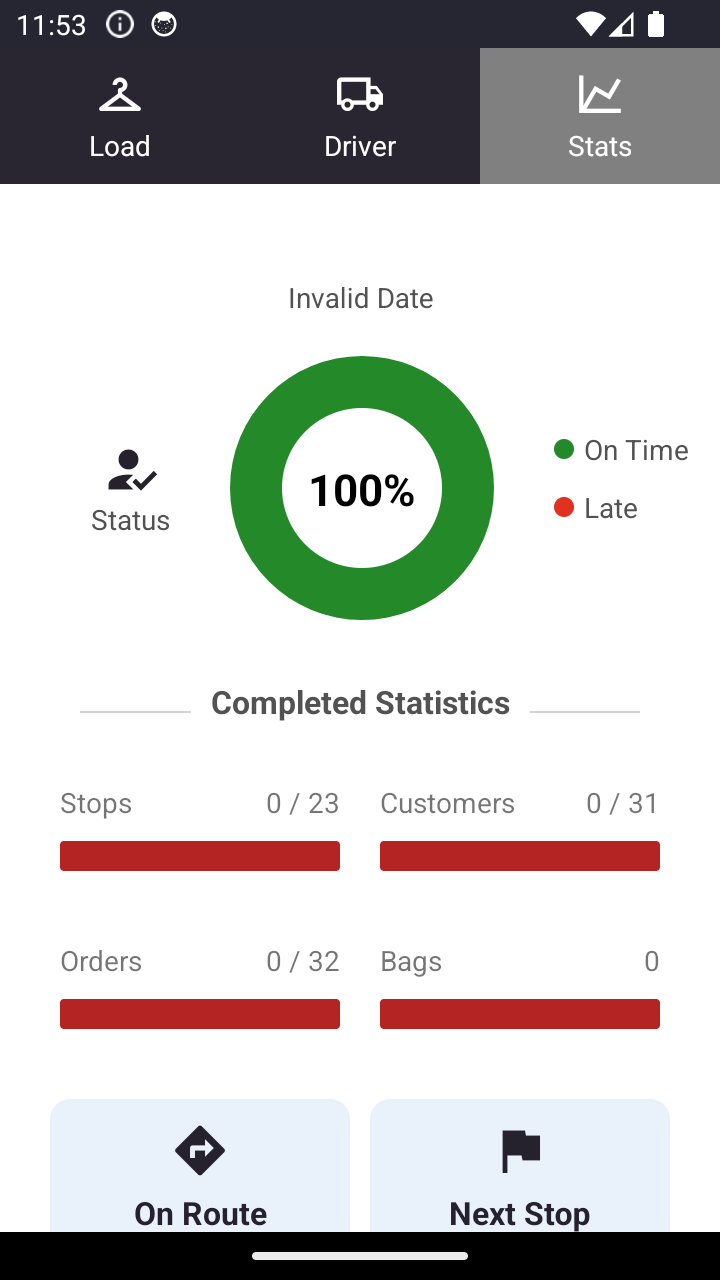 11:53
Load
Driver
Stats
Invalid Date
100%
Status
On Time
Late
Completed Statistics
Stops 0 / 23
Customers 0 / 31
Orders 0 / 32
Bags 0
On Route
Next Stop